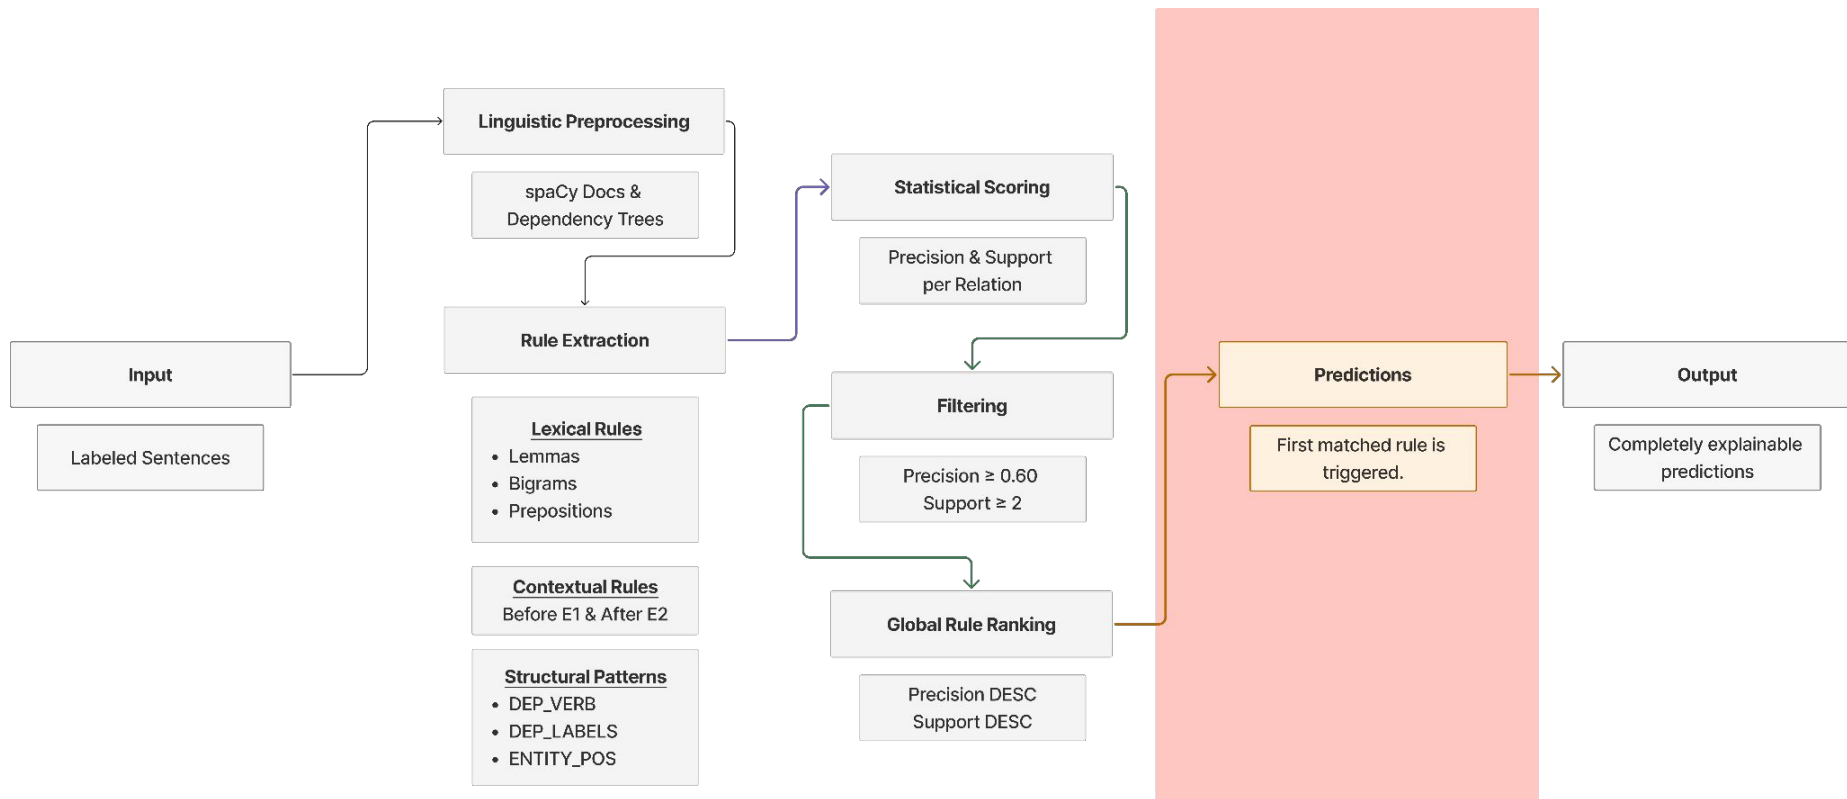 Input
Labeled Sentences
Linguistic Preprocessing
spaCy Docs &
Dependency Trees
Rule Extraction
Lexical Rules
• Lemmas
• Bigrams
• Prepositions
Contextual Rules
Before E1 & After E2
Structural Patterns
• DEP_VERB
• DEP_LABELS
• ENTITY_POS
Statistical Scoring
Precision & Support
per Relation
Filtering
Precision ≥ 0.60
Support ≥ 2
Global Rule Ranking
Precision DESC
Support DESC
Predictions
First matched rule is
triggered.
Output
Completely explainable
predictions